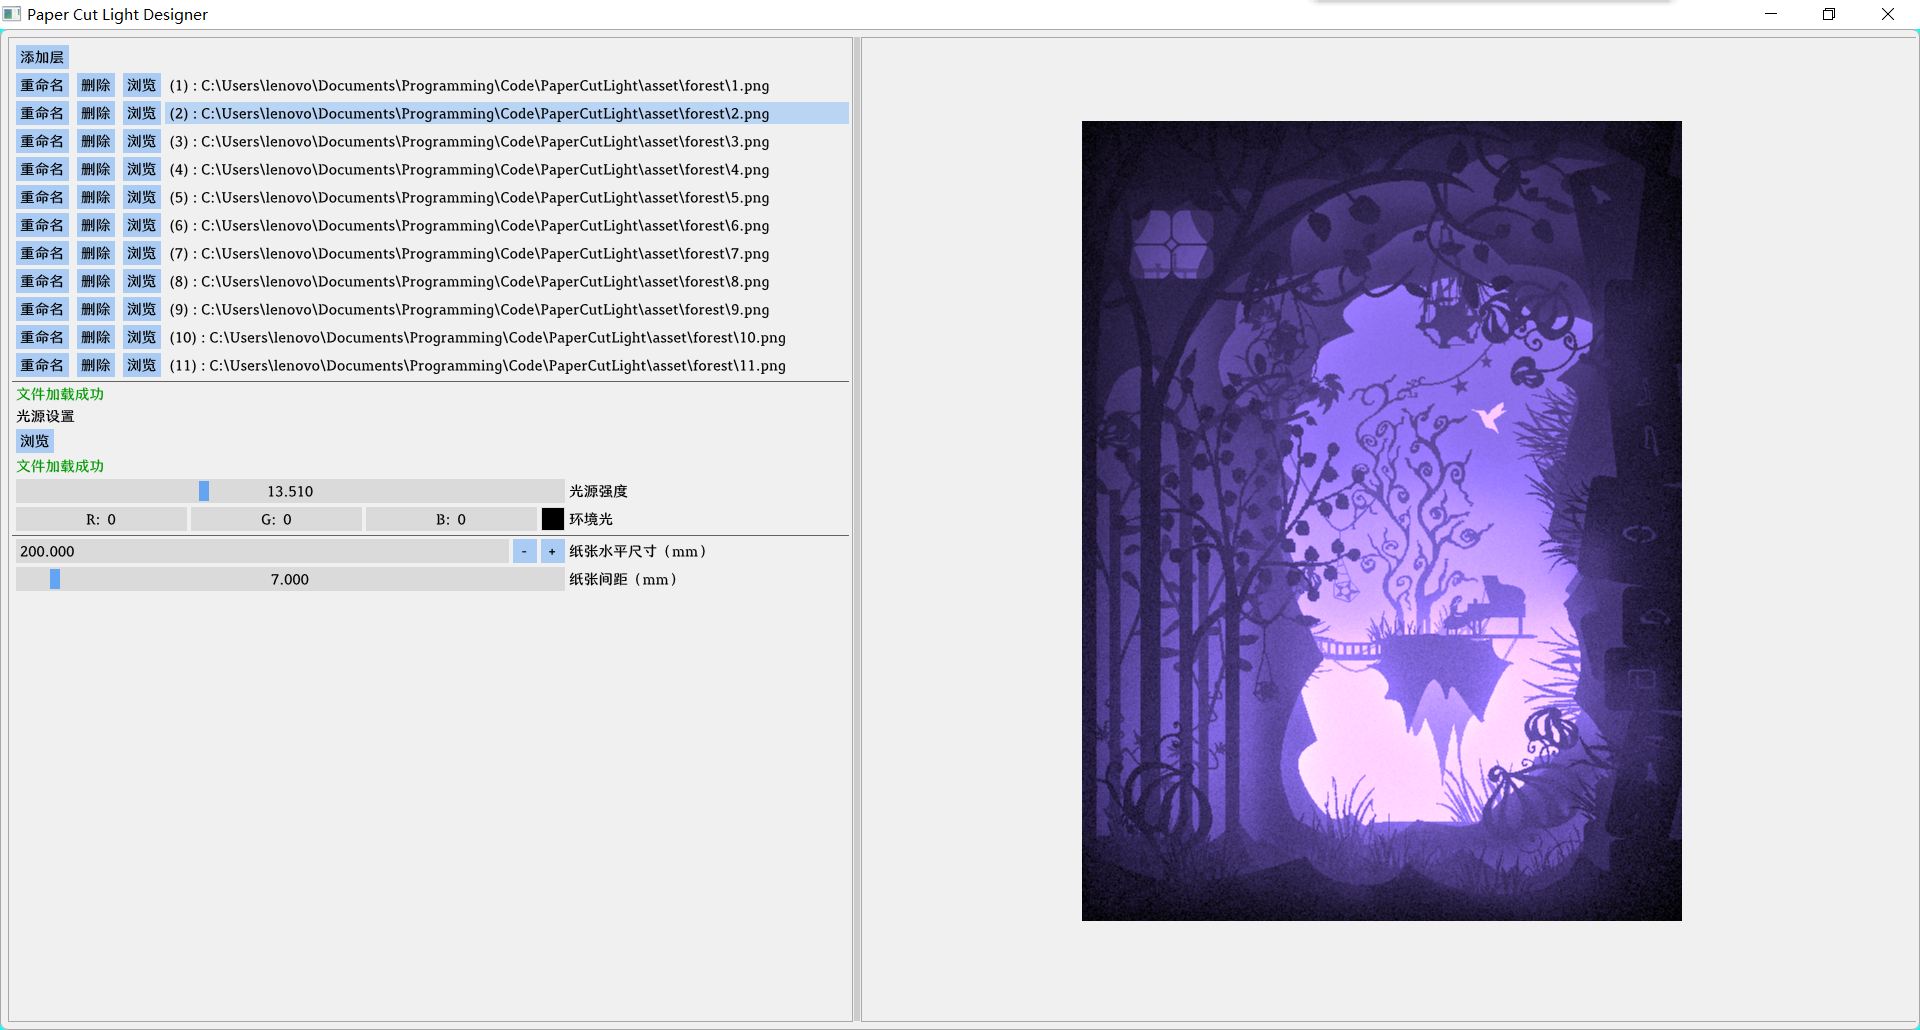 Paper Cut Light Designer
添加层
重命名 删除 浏览 (1) : C:\Users\lenovo\Documents\Programming\Code\PaperCutLight\asset\forest\1.png
重命名 删除 浏览 (2) : C:\Users\lenovo\Documents\Programming\Code\PaperCutLight\asset\forest\2.png
重命名 删除 浏览 (3) : C:\Users\lenovo\Documents\Programming\Code\PaperCutLight\asset\forest\3.png
重命名 删除 浏览 (4) : C:\Users\lenovo\Documents\Programming\Code\PaperCutLight\asset\forest\4.png
重命名 删除 浏览 (5) : C:\Users\lenovo\Documents\Programming\Code\PaperCutLight\asset\forest\5.png
重命名 删除 浏览 (6) : C:\Users\lenovo\Documents\Programming\Code\PaperCutLight\asset\forest\6.png
重命名 删除 浏览 (7) : C:\Users\lenovo\Documents\Programming\Code\PaperCutLight\asset\forest\7.png
重命名 删除 浏览 (8) : C:\Users\lenovo\Documents\Programming\Code\PaperCutLight\asset\forest\8.png
重命名 删除 浏览 (9) : C:\Users\lenovo\Documents\Programming\Code\PaperCutLight\asset\forest\9.png
重命名 删除 浏览 (10) : C:\Users\lenovo\Documents\Programming\Code\PaperCutLight\asset\forest\10.png
重命名 删除 浏览 (11) : C:\Users\lenovo\Documents\Programming\Code\PaperCutLight\asset\forest\11.png
文件加载成功
光源设置
浏览
文件加载成功
13.510 光源强度
R: 0 G: 0 B: 0 环境光
200.000 - + 纸张水平尺寸（mm）
7.000 纸张间距（mm）